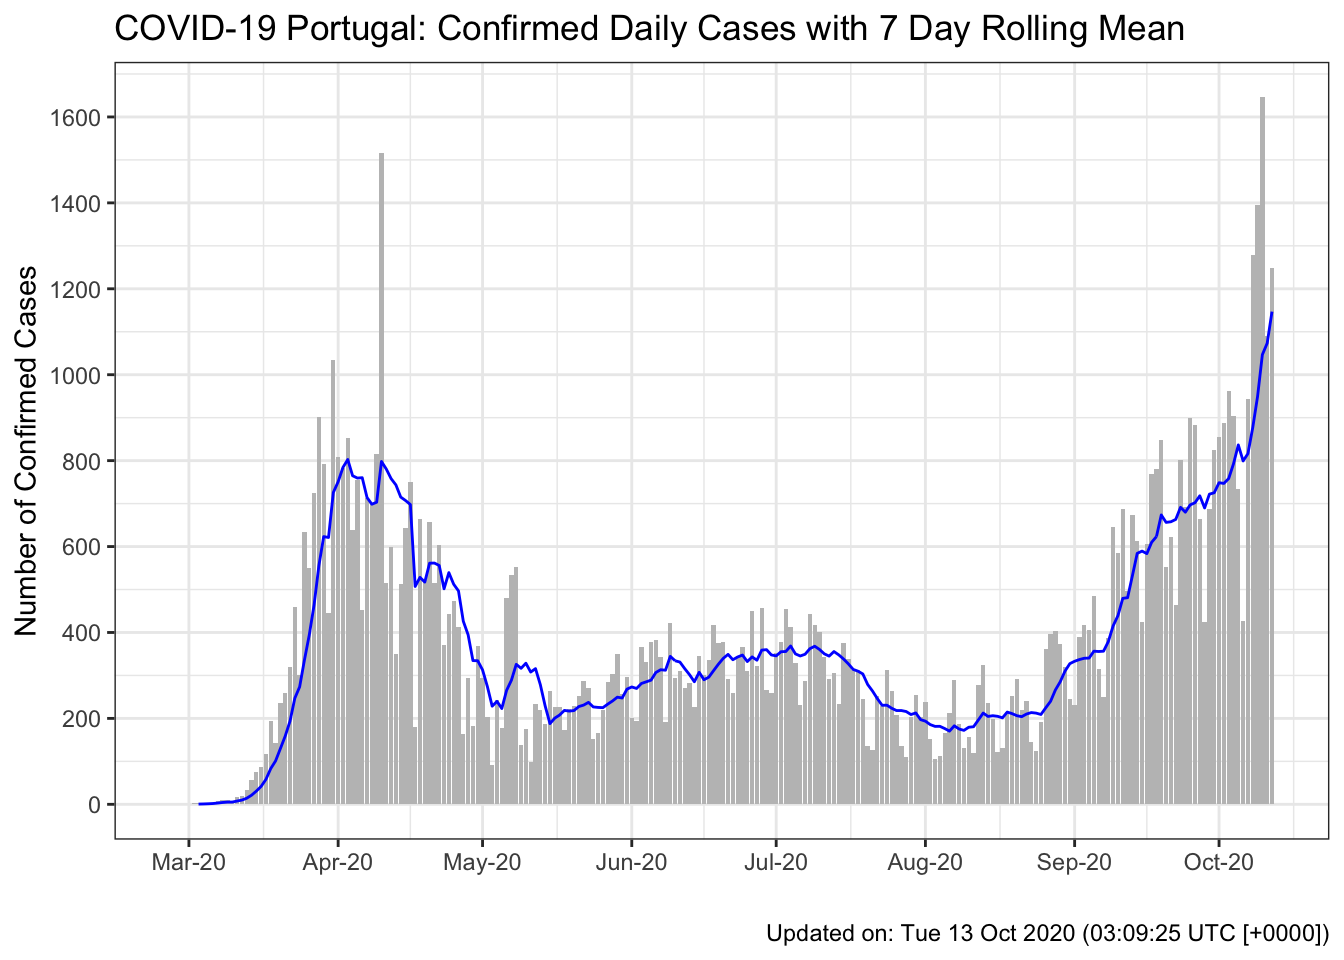 COVID-19 Portugal: Confirmed Daily Cases with 7 Day Rolling Mean
Number of Confirmed Cases
1600
1400
1200
1000
800
600
400
200
0
Mar-20 Apr-20 May-20 Jun-20 Jul-20 Aug-20 Sep-20 Oct-20
Updated on: Tue 13 Oct 2020 (03:09:25 UTC [+0000])